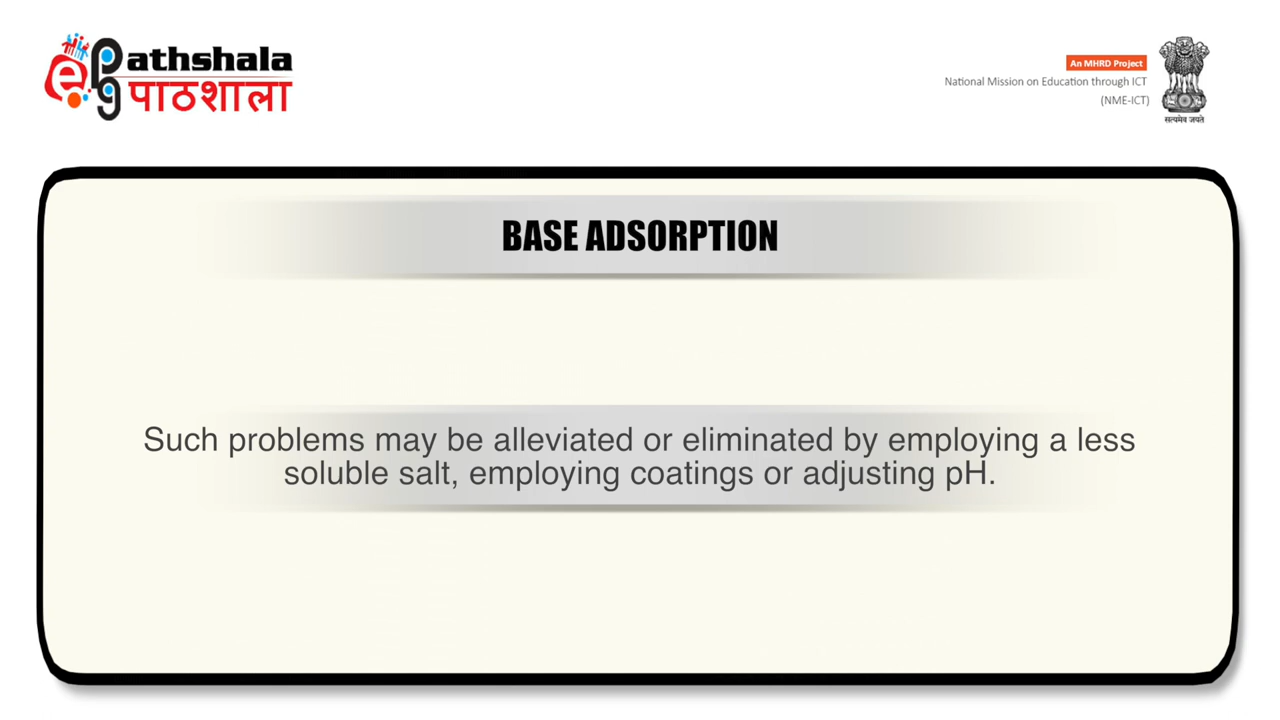 e
pg
athshala
पाठशाला
An MHRD Project
National Mission on Education through ICT
(NME-ICT)
सत्यमेव जयते
BASE ADSORPTION
Such problems may be alleviated or eliminated by employing a less
soluble salt, employing coatings or adjusting pH.